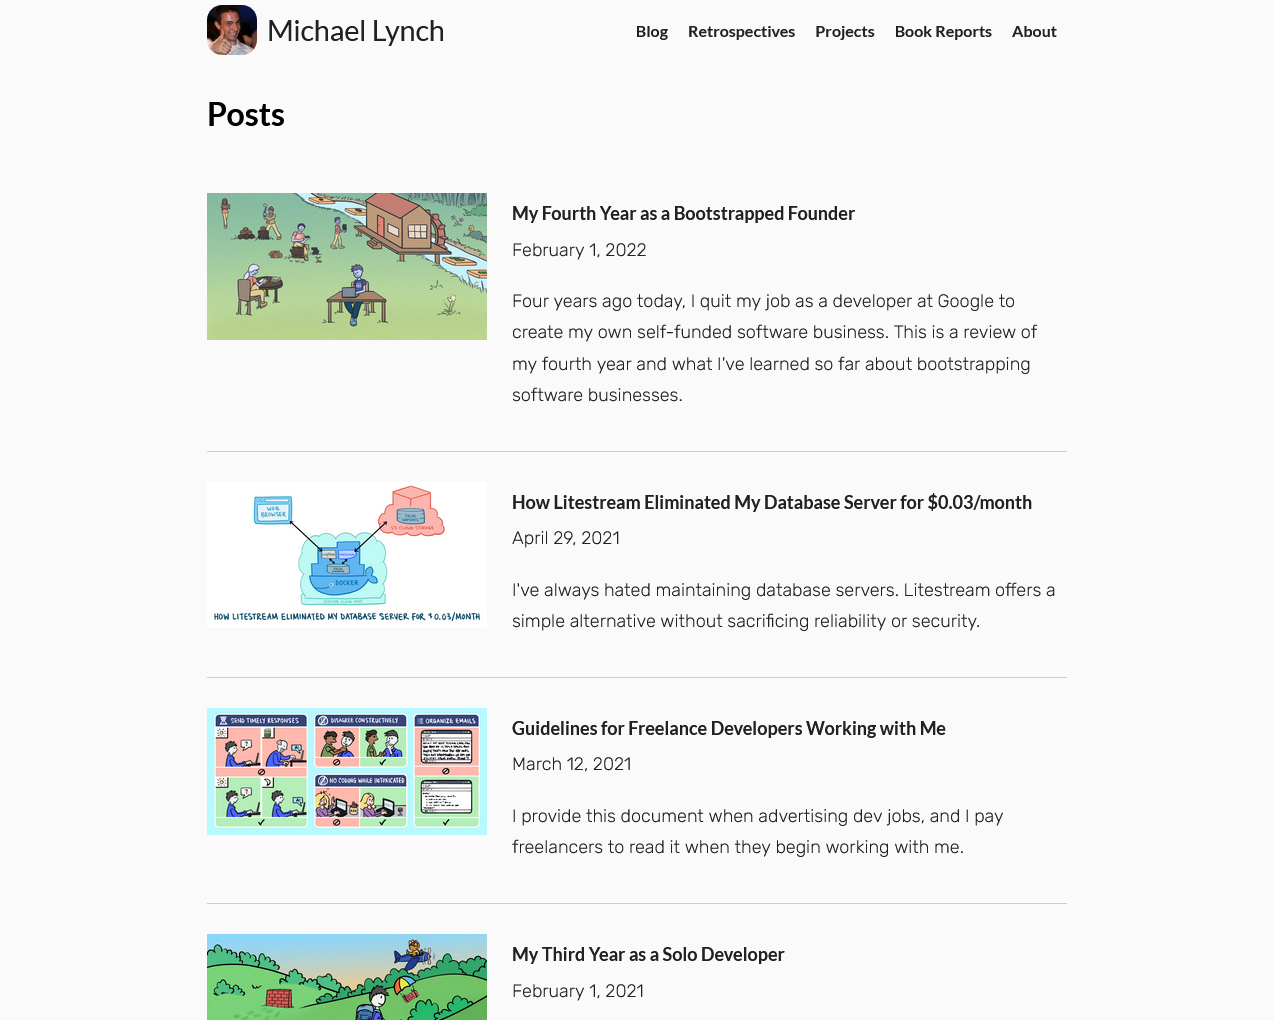 Michael Lynch
Blog Retrospectives Projects Book Reports About
Posts
My Fourth Year as a Bootstrapped Founder
February 1, 2022
Four years ago today, I quit my job as a developer at Google to
create my own self-funded software business. This is a review of
my fourth year and what I've learned so far about bootstrapping
software businesses.
WEB
BROWSER
S3 CLOUD STORAGE
DOCKER
HOW LITESTREAM ELIMINATED MY DATABASE SERVER FOR $0.03/MONTH
How Litestream Eliminated My Database Server for $0.03/month
April 29, 2021
I've always hated maintaining database servers. Litestream offers a
simple alternative without sacrificing reliability or security.
SEND TIMELY RESPONSES
DISAGREE CONSTRUCTIVELY
ORGANIZE EMAILS
NO CODING WHILE INTOXICATED
Guidelines for Freelance Developers Working with Me
March 12, 2021
I provide this document when advertising dev jobs, and I pay
freelancers to read it when they begin working with me.
My Third Year as a Solo Developer
February 1, 2021